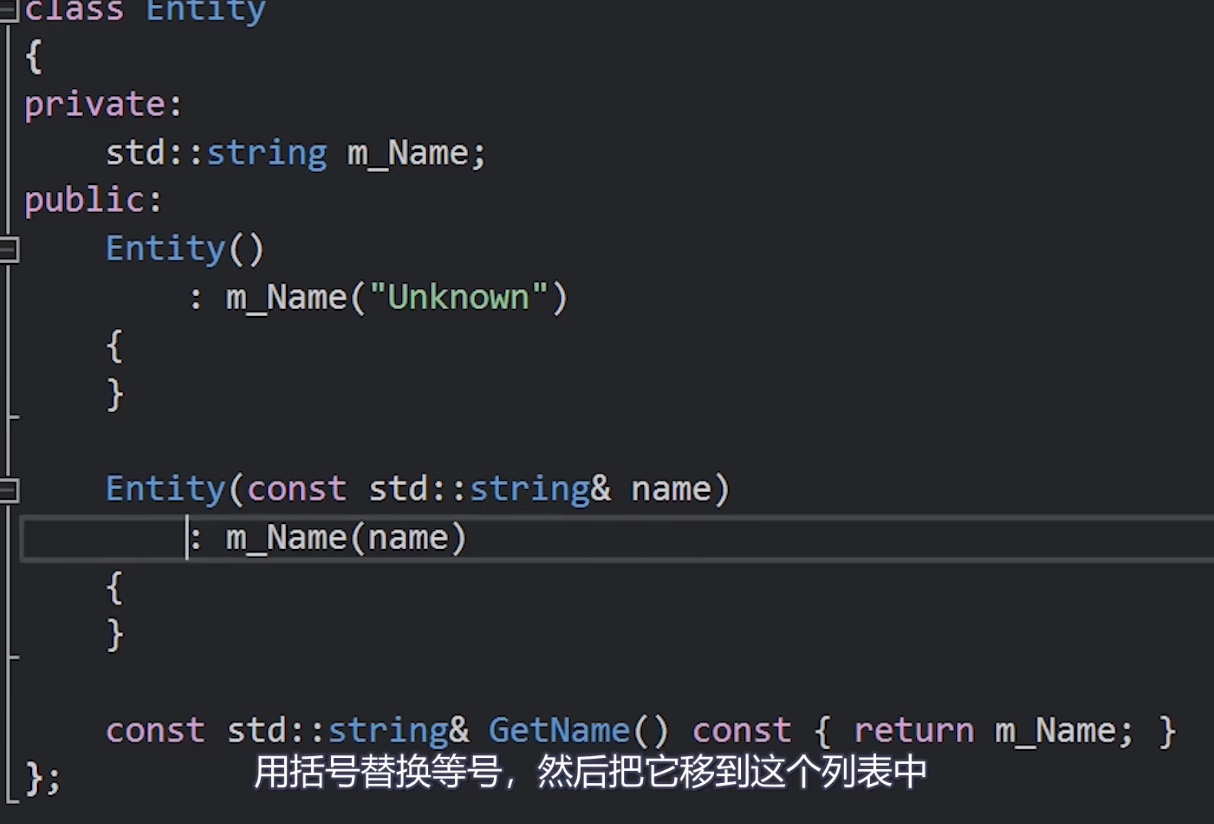 class Entity
{
private:
    std::string m_Name;
public:
    Entity()
        : m_Name("Unknown")
    {
    }

    Entity(const std::string& name)
        : m_Name(name)
    {
    }

    const std::string& GetName() const { return m_Name; }
};
用括号替换等号，然后把它移到这个列表中